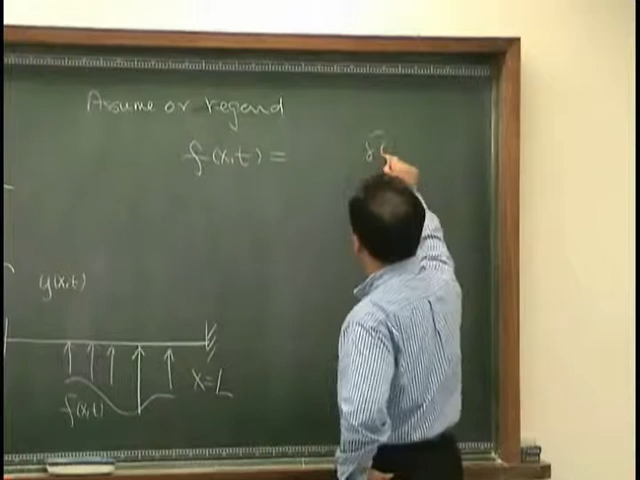 Assume or regard
f(x,t) =
y(x,t)
x=L
f(x,t)